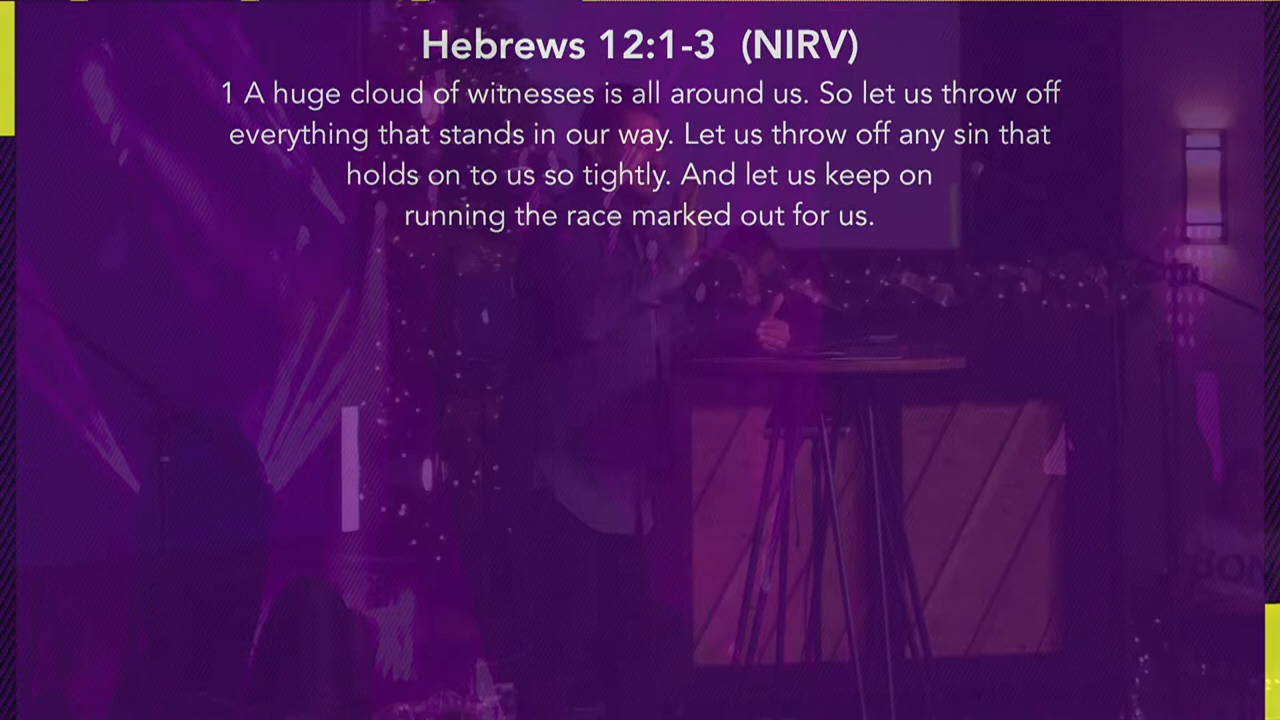 Hebrews 12:1-3 (NIRV)
1 A huge cloud of witnesses is all around us. So let us throw off
everything that stands in our way. Let us throw off any sin that
holds on to us so tightly. And let us keep on
running the race marked out for us.